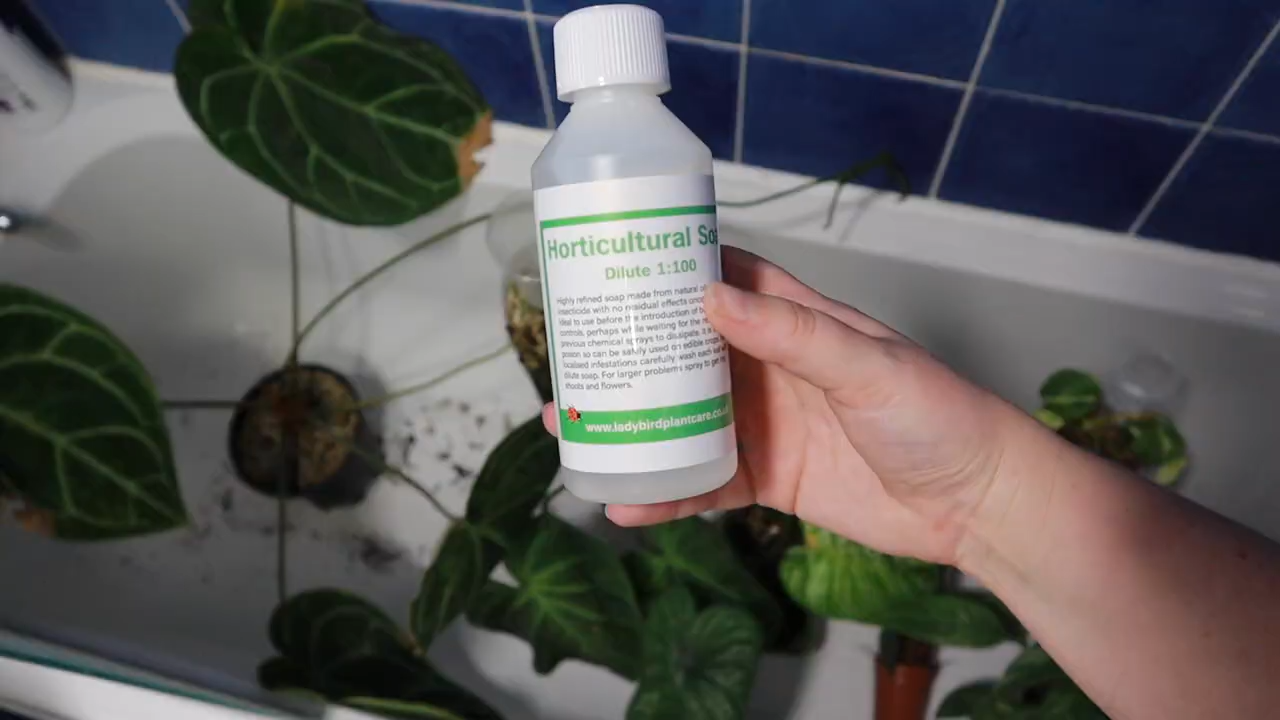 Horticultural Soa
Dilute 1:100
Highly refined soap made from natural
insecticide with no residual effects once
Ideal to use before the introduction of
controls, perhaps while waiting for the
previous chemical sprays to dissipate. It is
poison so can be safely used on edible crops
localised infestations carefully wash each
dilute soap. For larger problems spray to
shoots and flowers.
www.ladybirdplantcare.co.u